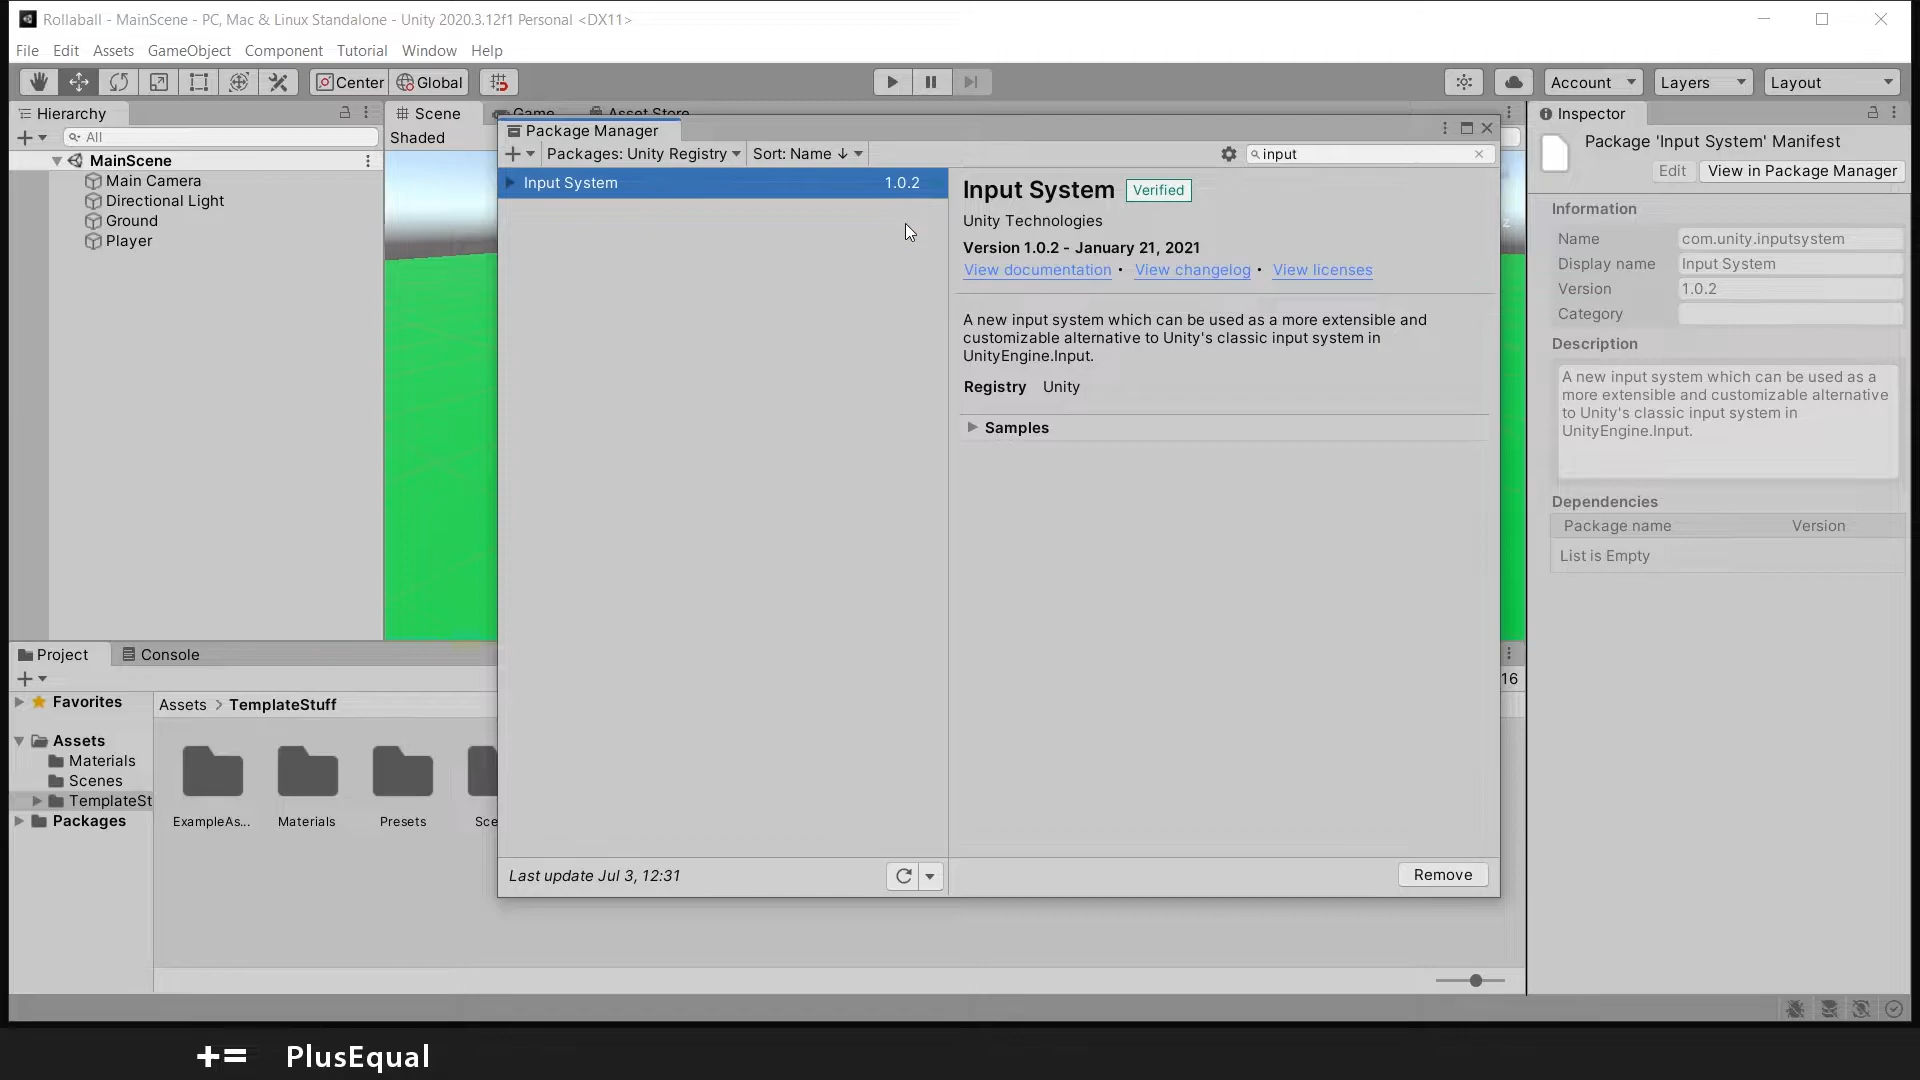 Rollaball - MainScene - PC, Mac & Linux Standalone - Unity 2020.3.12f1 Personal <DX11>
File Edit Assets GameObject Component Tutorial Window Help
Center Global Account Layers Layout
Hierarchy
All
MainScene
Main Camera
Directional Light
Ground
Player
Scene Game Asset Store
Shaded
Package Manager
Packages: Unity Registry Sort: Name ↓ input
Input System 1.0.2
Input System Verified
Unity Technologies
Version 1.0.2 - January 21, 2021
View documentation • View changelog • View licenses
A new input system which can be used as a more extensible and
customizable alternative to Unity's classic input system in
UnityEngine.Input.
Registry Unity
Samples
Last update Jul 3, 12:31
Remove
Inspector
Package 'Input System' Manifest
Edit View in Package Manager
Information
Name com.unity.inputsystem
Display name Input System
Version 1.0.2
Category
Description
A new input system which can be used as a
more extensible and customizable alternative
to Unity's classic input system in
UnityEngine.Input.
Dependencies
Package name Version
List is Empty
Project Console
16
Favorites
Assets
Materials
Scenes
TemplateSt
Packages
Assets > TemplateStuff
ExampleAs... Materials Presets Sce
+= PlusEqual